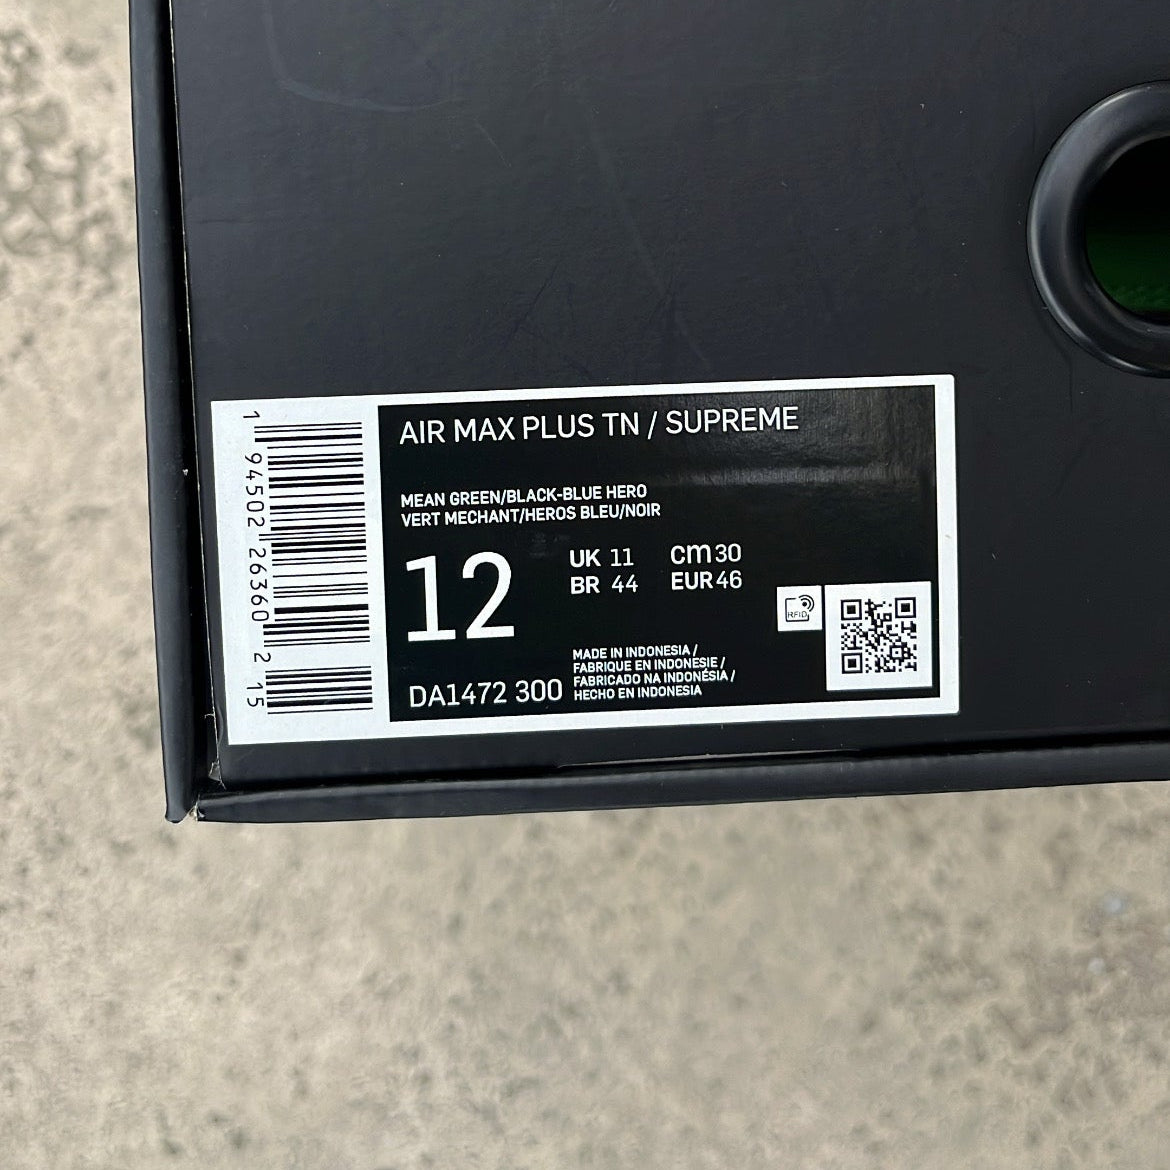 AIR MAX PLUS TN / SUPREME
MEAN GREEN/BLACK-BLUE HERO
VERT MECHANT/HEROS BLEU/NOIR
12
UK 11 cm 30
BR 44 EUR 46
DA1472 300
MADE IN INDONESIA /
FABRIQUE EN INDONESIE /
FABRICADO NA INDONÉSIA /
HECHO EN INDONESIA
RFID
1 94502 26360 2 15